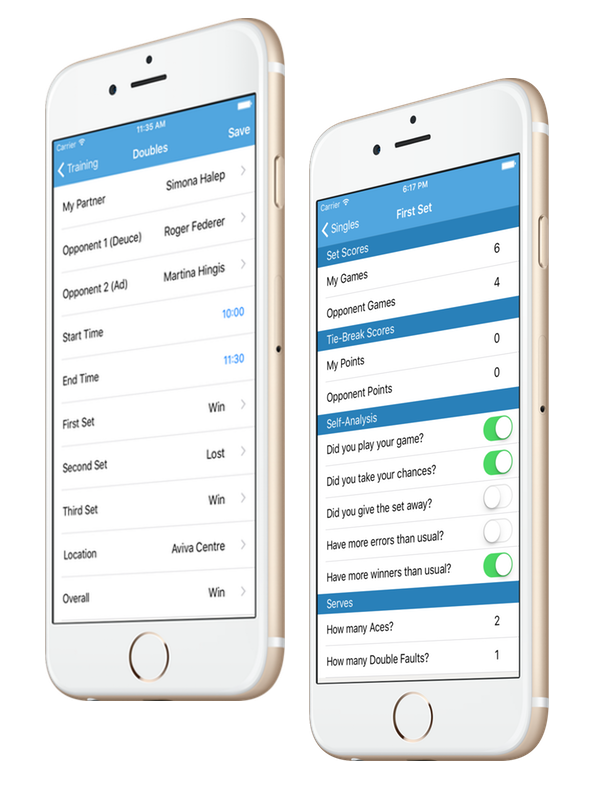 Carrier 11:35 AM
Training Doubles Save
My Partner Simona Halep
Opponent 1 (Deuce) Roger Federer
Opponent 2 (Ad) Martina Hingis
Start Time 10:00
End Time 11:30
First Set Win
Second Set Lost
Third Set Win
Location Aviva Centre
Overall Win
Carrier 6:17 PM
Singles First Set
Set Scores
My Games 6
Opponent Games 4
Tie-Break Scores
My Points 0
Opponent Points 0
Self-Analysis
Did you play your game?
Did you take your chances?
Did you give the set away?
Have more errors than usual?
Have more winners than usual?
Serves
How many Aces? 2
How many Double Faults? 1